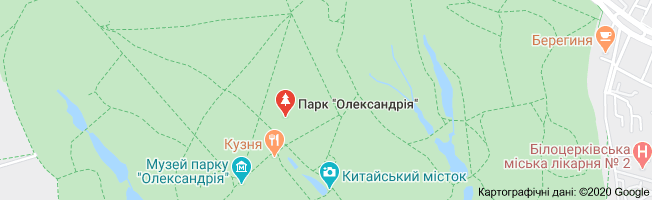 Берегиня
Парк "Олександрія"
Кузня
Музей парку
"Олександрія"
Китайський місток
Білоцерківська
міська лікарня № 2
H
Картографічні дані: ©2020 Google